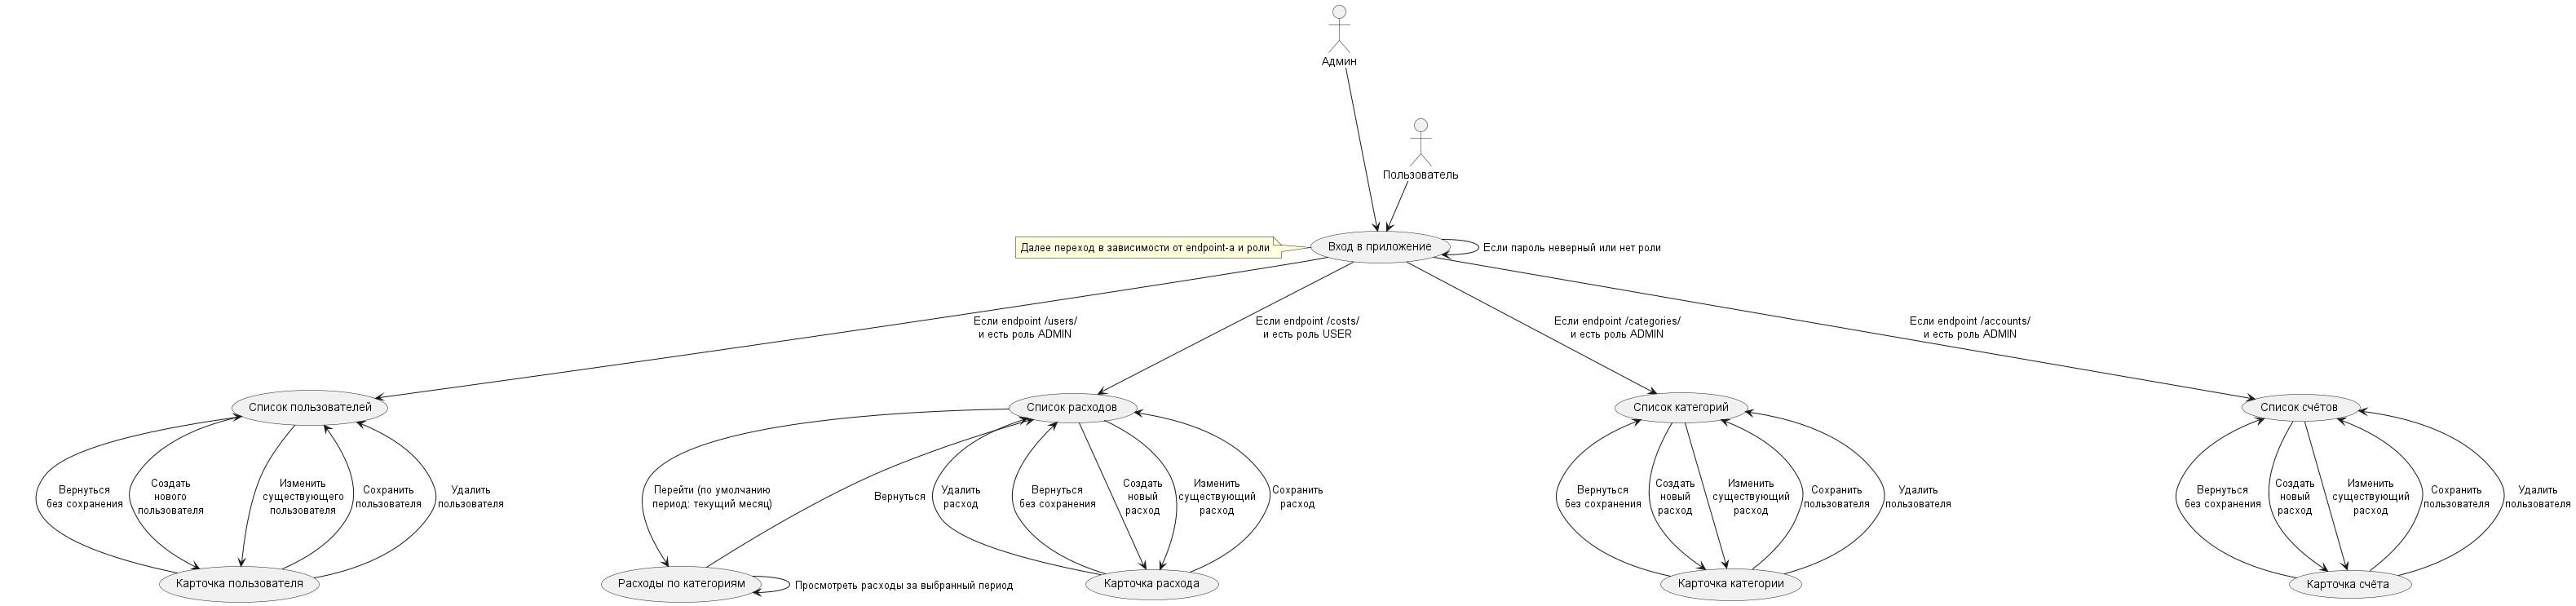 Админ
Пользователь
Далее переход в зависимости от endpoint-а и роли
Вход в приложение
Если пароль неверный или нет роли
Если endpoint /users/
и есть роль ADMIN
Если endpoint /costs/
и есть роль USER
Если endpoint /categories/
и есть роль ADMIN
Если endpoint /accounts/
и есть роль ADMIN
Список пользователей
Список расходов
Список категорий
Список счётов
Вернуться
без сохранения
Создать
нового
пользователя
Изменить
существующего
пользователя
Сохранить
пользователя
Удалить
пользователя
Перейти (по умолчанию
период: текущий месяц)
Вернуться
Удалить
расход
Вернуться
без сохранения
Создать
новый
расход
Изменить
существующий
расход
Сохранить
расход
Вернуться
без сохранения
Создать
новый
расход
Изменить
существующий
расход
Сохранить
пользователя
Удалить
пользователя
Вернуться
без сохранения
Создать
новый
расход
Изменить
существующий
расход
Сохранить
пользователя
Удалить
пользователя
Карточка пользователя
Расходы по категориям
Просмотреть расходы за выбранный период
Карточка расхода
Карточка категории
Карточка счёта